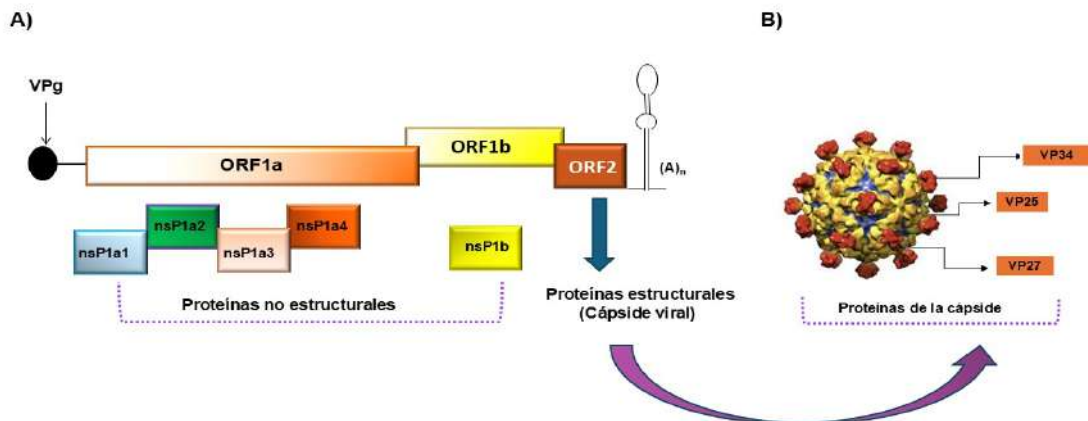 A)
VPg
ORF1a
ORF1b
ORF2
(A)n
nsP1a1
nsP1a2
nsP1a3
nsP1a4
nsP1b
Proteínas no estructurales
Proteínas estructurales
(Cápside viral)
B)
VP34
VP25
VP27
Proteínas de la cápside